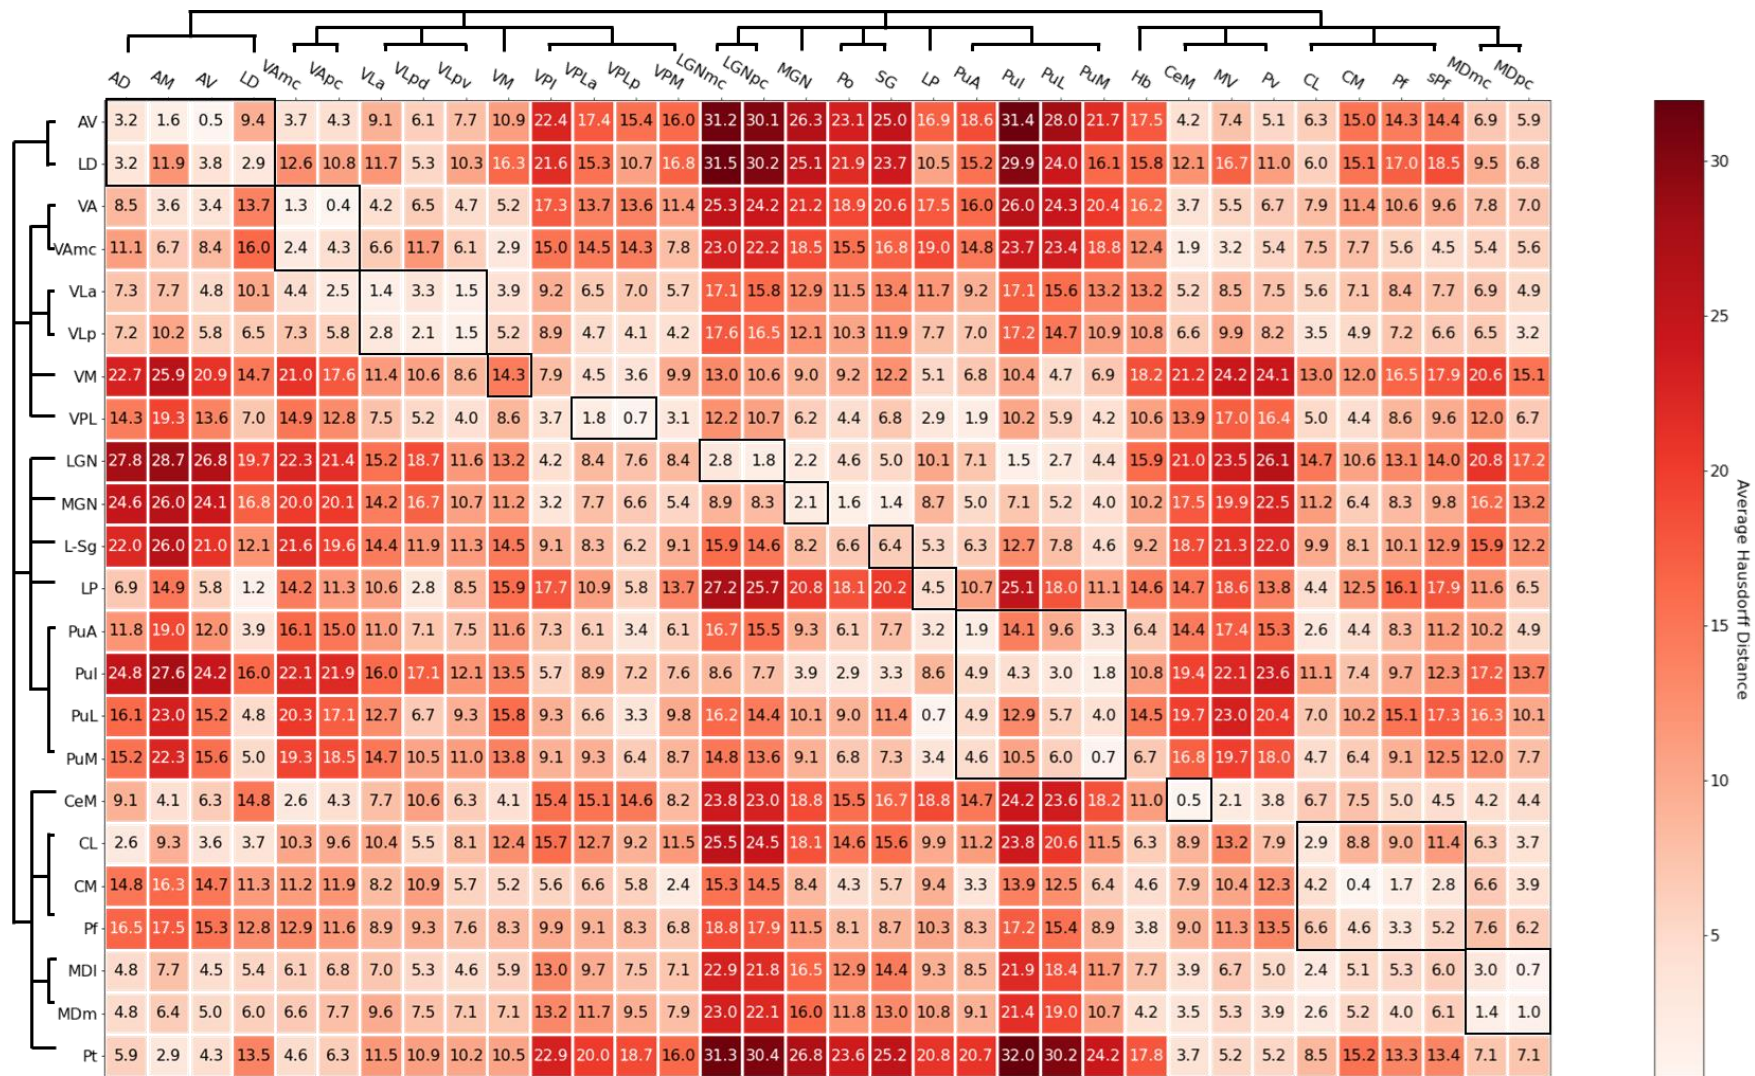 AD AM AV LD VAmc VApc VLa VLpd VLpv VM VPI VPLa VPLp VPM LGNmc LGNpc MGN Po SG LP PuA PuI PuL PuM Hb CeM MV Pv CL CM Pf sPf MDmc MDpc
AV 3.2 1.6 0.5 9.4 3.7 4.3 9.1 6.1 7.7 10.9 22.4 17.4 15.4 16.0 31.2 30.1 26.3 23.1 25.0 16.9 18.6 31.4 28.0 21.7 17.5 4.2 7.4 5.1 6.3 15.0 14.3 14.4 6.9 5.9
LD 3.2 11.9 3.8 2.9 12.6 10.8 11.7 5.3 10.3 16.3 21.6 15.3 10.7 16.8 31.5 30.2 25.1 21.9 23.7 10.5 15.2 29.9 24.0 16.1 15.8 12.1 16.7 11.0 6.0 15.1 17.0 18.5 9.5 6.8
VA 8.5 3.6 3.4 13.7 1.3 0.4 4.2 6.5 4.7 5.2 17.3 13.7 13.6 11.4 25.3 24.2 21.2 18.9 20.6 17.5 16.0 26.0 24.3 20.4 16.2 3.7 5.5 6.7 7.9 11.4 10.6 9.6 7.8 7.0
VAmc 11.1 6.7 8.4 16.0 2.4 4.3 6.6 11.7 6.1 2.9 15.0 14.5 14.3 7.8 23.0 22.2 18.5 15.5 16.8 19.0 14.8 23.7 23.4 18.8 12.4 1.9 3.2 5.4 7.5 7.7 5.6 4.5 5.4 5.6
VLa 7.3 7.7 4.8 10.1 4.4 2.5 1.4 3.3 1.5 3.9 9.2 6.5 7.0 5.7 17.1 15.8 12.9 11.5 13.4 11.7 9.2 17.1 15.6 13.2 13.2 5.2 8.5 7.5 5.6 7.1 8.4 7.7 6.9 4.9
VLp 7.2 10.2 5.8 6.5 7.3 5.8 2.8 2.1 1.5 5.2 8.9 4.7 4.1 4.2 17.6 16.5 12.1 10.3 11.9 7.7 7.0 17.2 14.7 10.9 10.8 6.6 9.9 8.2 3.5 4.9 7.2 6.6 6.5 3.2
VM 22.7 25.9 20.9 14.7 21.0 17.6 11.4 10.6 8.6 14.3 7.9 4.5 3.6 9.9 13.0 10.6 9.0 9.2 12.2 5.1 6.8 10.4 4.7 6.9 18.2 21.2 24.2 24.1 13.0 12.0 16.5 17.9 20.6 15.1
VPL 14.3 19.3 13.6 7.0 14.9 12.8 7.5 5.2 4.0 8.6 3.7 1.8 0.7 3.1 12.2 10.7 6.2 4.4 6.8 2.9 1.9 10.2 5.9 4.2 10.6 13.9 17.0 16.4 5.0 4.4 8.6 9.6 12.0 6.7
LGN 27.8 28.7 26.8 19.7 22.3 21.4 15.2 18.7 11.6 13.2 4.2 8.4 7.6 8.4 2.8 1.8 2.2 4.6 5.0 10.1 7.1 1.5 2.7 4.4 15.9 21.0 23.5 26.1 14.7 10.6 13.1 14.0 20.8 17.2
MGN 24.6 26.0 24.1 16.8 20.0 20.1 14.2 16.7 10.7 11.2 3.2 7.7 6.6 5.4 8.9 8.3 2.1 1.6 1.4 8.7 5.0 7.1 5.2 4.0 10.2 17.5 19.9 22.5 11.2 6.4 8.3 9.8 16.2 13.2
L-Sg 22.0 26.0 21.0 12.1 21.6 19.6 14.4 11.9 11.3 14.5 9.1 8.3 6.2 9.1 15.9 14.6 8.2 6.6 6.4 5.3 6.3 12.7 7.8 4.6 9.2 18.7 21.3 22.0 9.9 8.1 10.1 12.9 15.9 12.2
LP 6.9 14.9 5.8 1.2 14.2 11.3 10.6 2.8 8.5 15.9 17.7 10.9 5.8 13.7 27.2 25.7 20.8 18.1 20.2 4.5 10.7 25.1 18.0 11.1 14.6 14.7 18.6 13.8 4.4 12.5 16.1 17.9 11.6 6.5
PuA 11.8 19.0 12.0 3.9 16.1 15.0 11.0 7.1 7.5 11.6 7.3 6.1 3.4 6.1 16.7 15.5 9.3 6.1 7.7 3.2 1.9 14.1 9.6 3.3 6.4 14.4 17.4 15.3 2.6 4.4 8.3 11.2 10.2 4.9
PuI 24.8 27.6 24.2 16.0 22.1 21.9 16.0 17.1 12.1 13.5 5.7 8.9 7.2 7.6 8.6 7.7 3.9 2.9 3.3 8.6 4.9 4.3 3.0 1.8 10.8 19.4 22.1 23.6 11.1 7.4 9.7 12.3 17.2 13.7
PuL 16.1 23.0 15.2 4.8 20.3 17.1 12.7 6.7 9.3 15.8 9.3 6.6 3.3 9.8 16.2 14.4 10.1 9.0 11.4 0.7 4.9 12.9 5.7 4.0 14.5 19.7 23.0 20.4 7.0 10.2 15.1 17.3 16.3 10.1
PuM 15.2 22.3 15.6 5.0 19.3 18.5 14.7 10.5 11.0 13.8 9.1 9.3 6.4 8.7 14.8 13.6 9.1 6.8 7.3 3.4 4.6 10.5 6.0 0.7 6.7 16.8 19.7 18.0 4.7 6.4 9.1 12.5 12.0 7.7
CeM 9.1 4.1 6.3 14.8 2.6 4.3 7.7 10.6 6.3 4.1 15.4 15.1 14.6 8.2 23.8 23.0 18.8 15.5 16.7 18.8 14.7 24.2 23.6 18.2 11.0 0.5 2.1 3.8 6.7 7.5 5.0 4.5 4.2 4.4
CL 2.6 9.3 3.6 3.7 10.3 9.6 10.4 5.5 8.1 12.4 15.7 12.7 9.2 11.5 25.5 24.5 18.1 14.6 15.6 9.9 11.2 23.8 20.6 11.5 6.3 8.9 13.2 7.9 2.9 8.8 9.0 11.4 6.3 3.7
CM 14.8 16.3 14.7 11.3 11.2 11.9 8.2 10.9 5.7 5.2 5.6 6.6 5.8 2.4 15.3 14.5 8.4 4.3 5.7 9.4 3.3 13.9 12.5 6.4 4.6 7.9 10.4 12.3 4.2 0.4 1.7 2.8 6.6 3.9
Pf 16.5 17.5 15.3 12.8 12.9 11.6 8.9 9.3 7.6 8.3 9.9 9.1 8.3 6.8 18.8 17.9 11.5 8.1 8.7 10.3 8.3 17.2 15.4 8.9 3.8 9.0 11.3 13.5 6.6 4.6 3.3 5.2 7.6 6.2
MDl 4.8 7.7 4.5 5.4 6.1 6.8 7.0 5.3 4.6 5.9 13.0 9.7 7.5 7.1 22.9 21.8 16.5 12.9 14.4 9.3 8.5 21.9 18.4 11.7 7.7 3.9 6.7 5.0 2.4 5.1 5.3 6.0 3.0 0.7
MDm 4.8 6.4 5.0 6.0 6.6 7.7 9.6 7.5 7.1 7.1 13.2 11.7 9.5 7.9 23.0 22.1 16.0 11.8 13.0 10.8 9.1 21.4 19.0 10.7 4.2 3.5 5.3 3.9 2.6 5.2 4.0 6.1 1.4 1.0
Pt 5.9 2.9 4.3 13.5 4.6 6.3 11.5 10.9 10.2 10.5 22.9 20.0 18.7 16.0 31.3 30.4 26.8 23.6 25.2 20.8 20.7 32.0 30.2 24.2 17.8 3.7 5.2 5.2 8.5 15.2 13.3 13.4 7.1 7.1
30
25
20
15
10
5
Average Hausdorff Distance